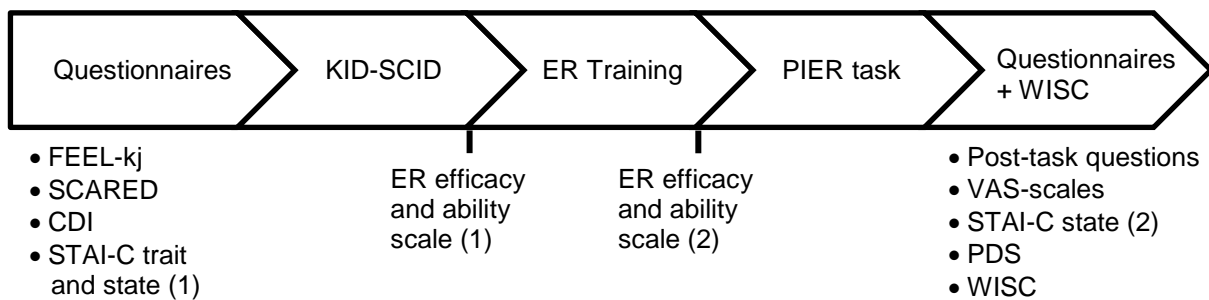 Questionnaires
KID-SCID
ER Training
PIER task
Questionnaires
+ WISC
• FEEL-kj
• SCARED
• CDI
• STAI-C trait
and state (1)
ER efficacy
and ability
scale (1)
ER efficacy
and ability
scale (2)
• Post-task questions
• VAS-scales
• STAI-C state (2)
• PDS
• WISC